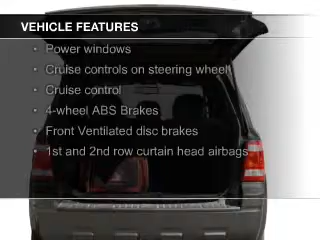 VEHICLE FEATURES
• Power windows
• Cruise controls on steering wheel
• Cruise control
• 4-wheel ABS Brakes
• Front Ventilated disc brakes
• 1st and 2nd row curtain head airbags